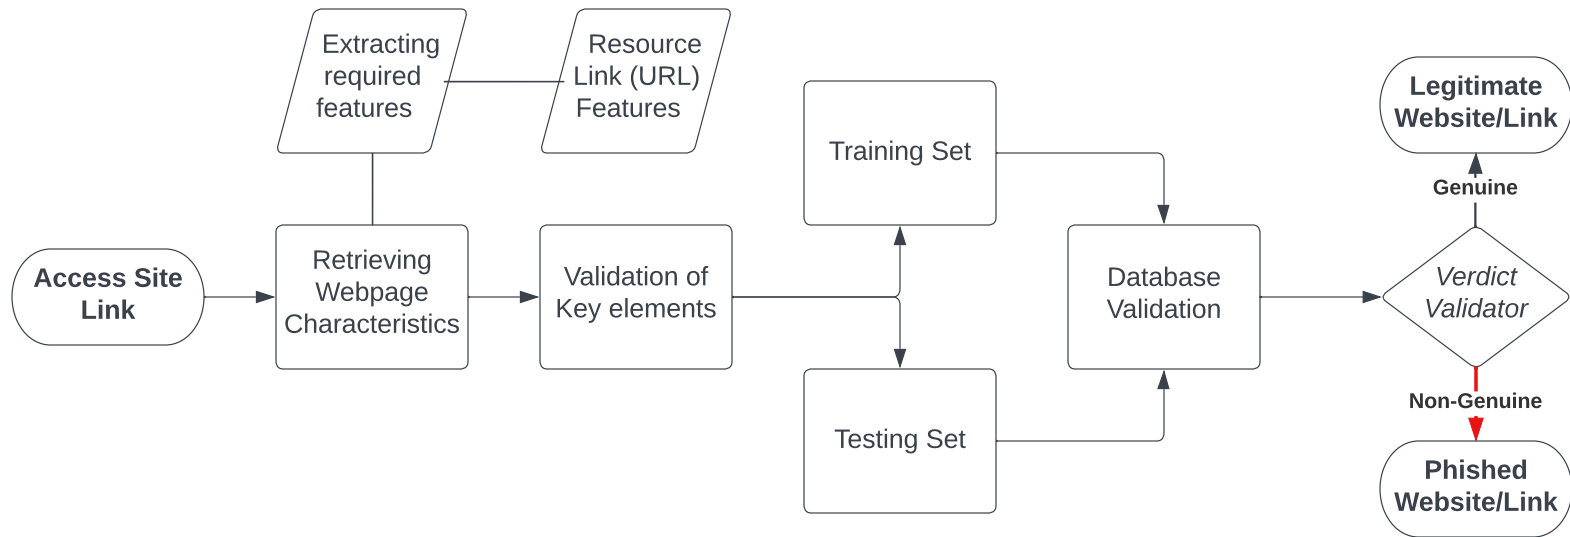 Extracting
required
features
Resource
Link (URL)
Features
Access Site
Link
Retrieving
Webpage
Characteristics
Validation of
Key elements
Training Set
Testing Set
Database
Validation
Verdict
Validator
Genuine
Legitimate
Website/Link
Non-Genuine
Phished
Website/Link